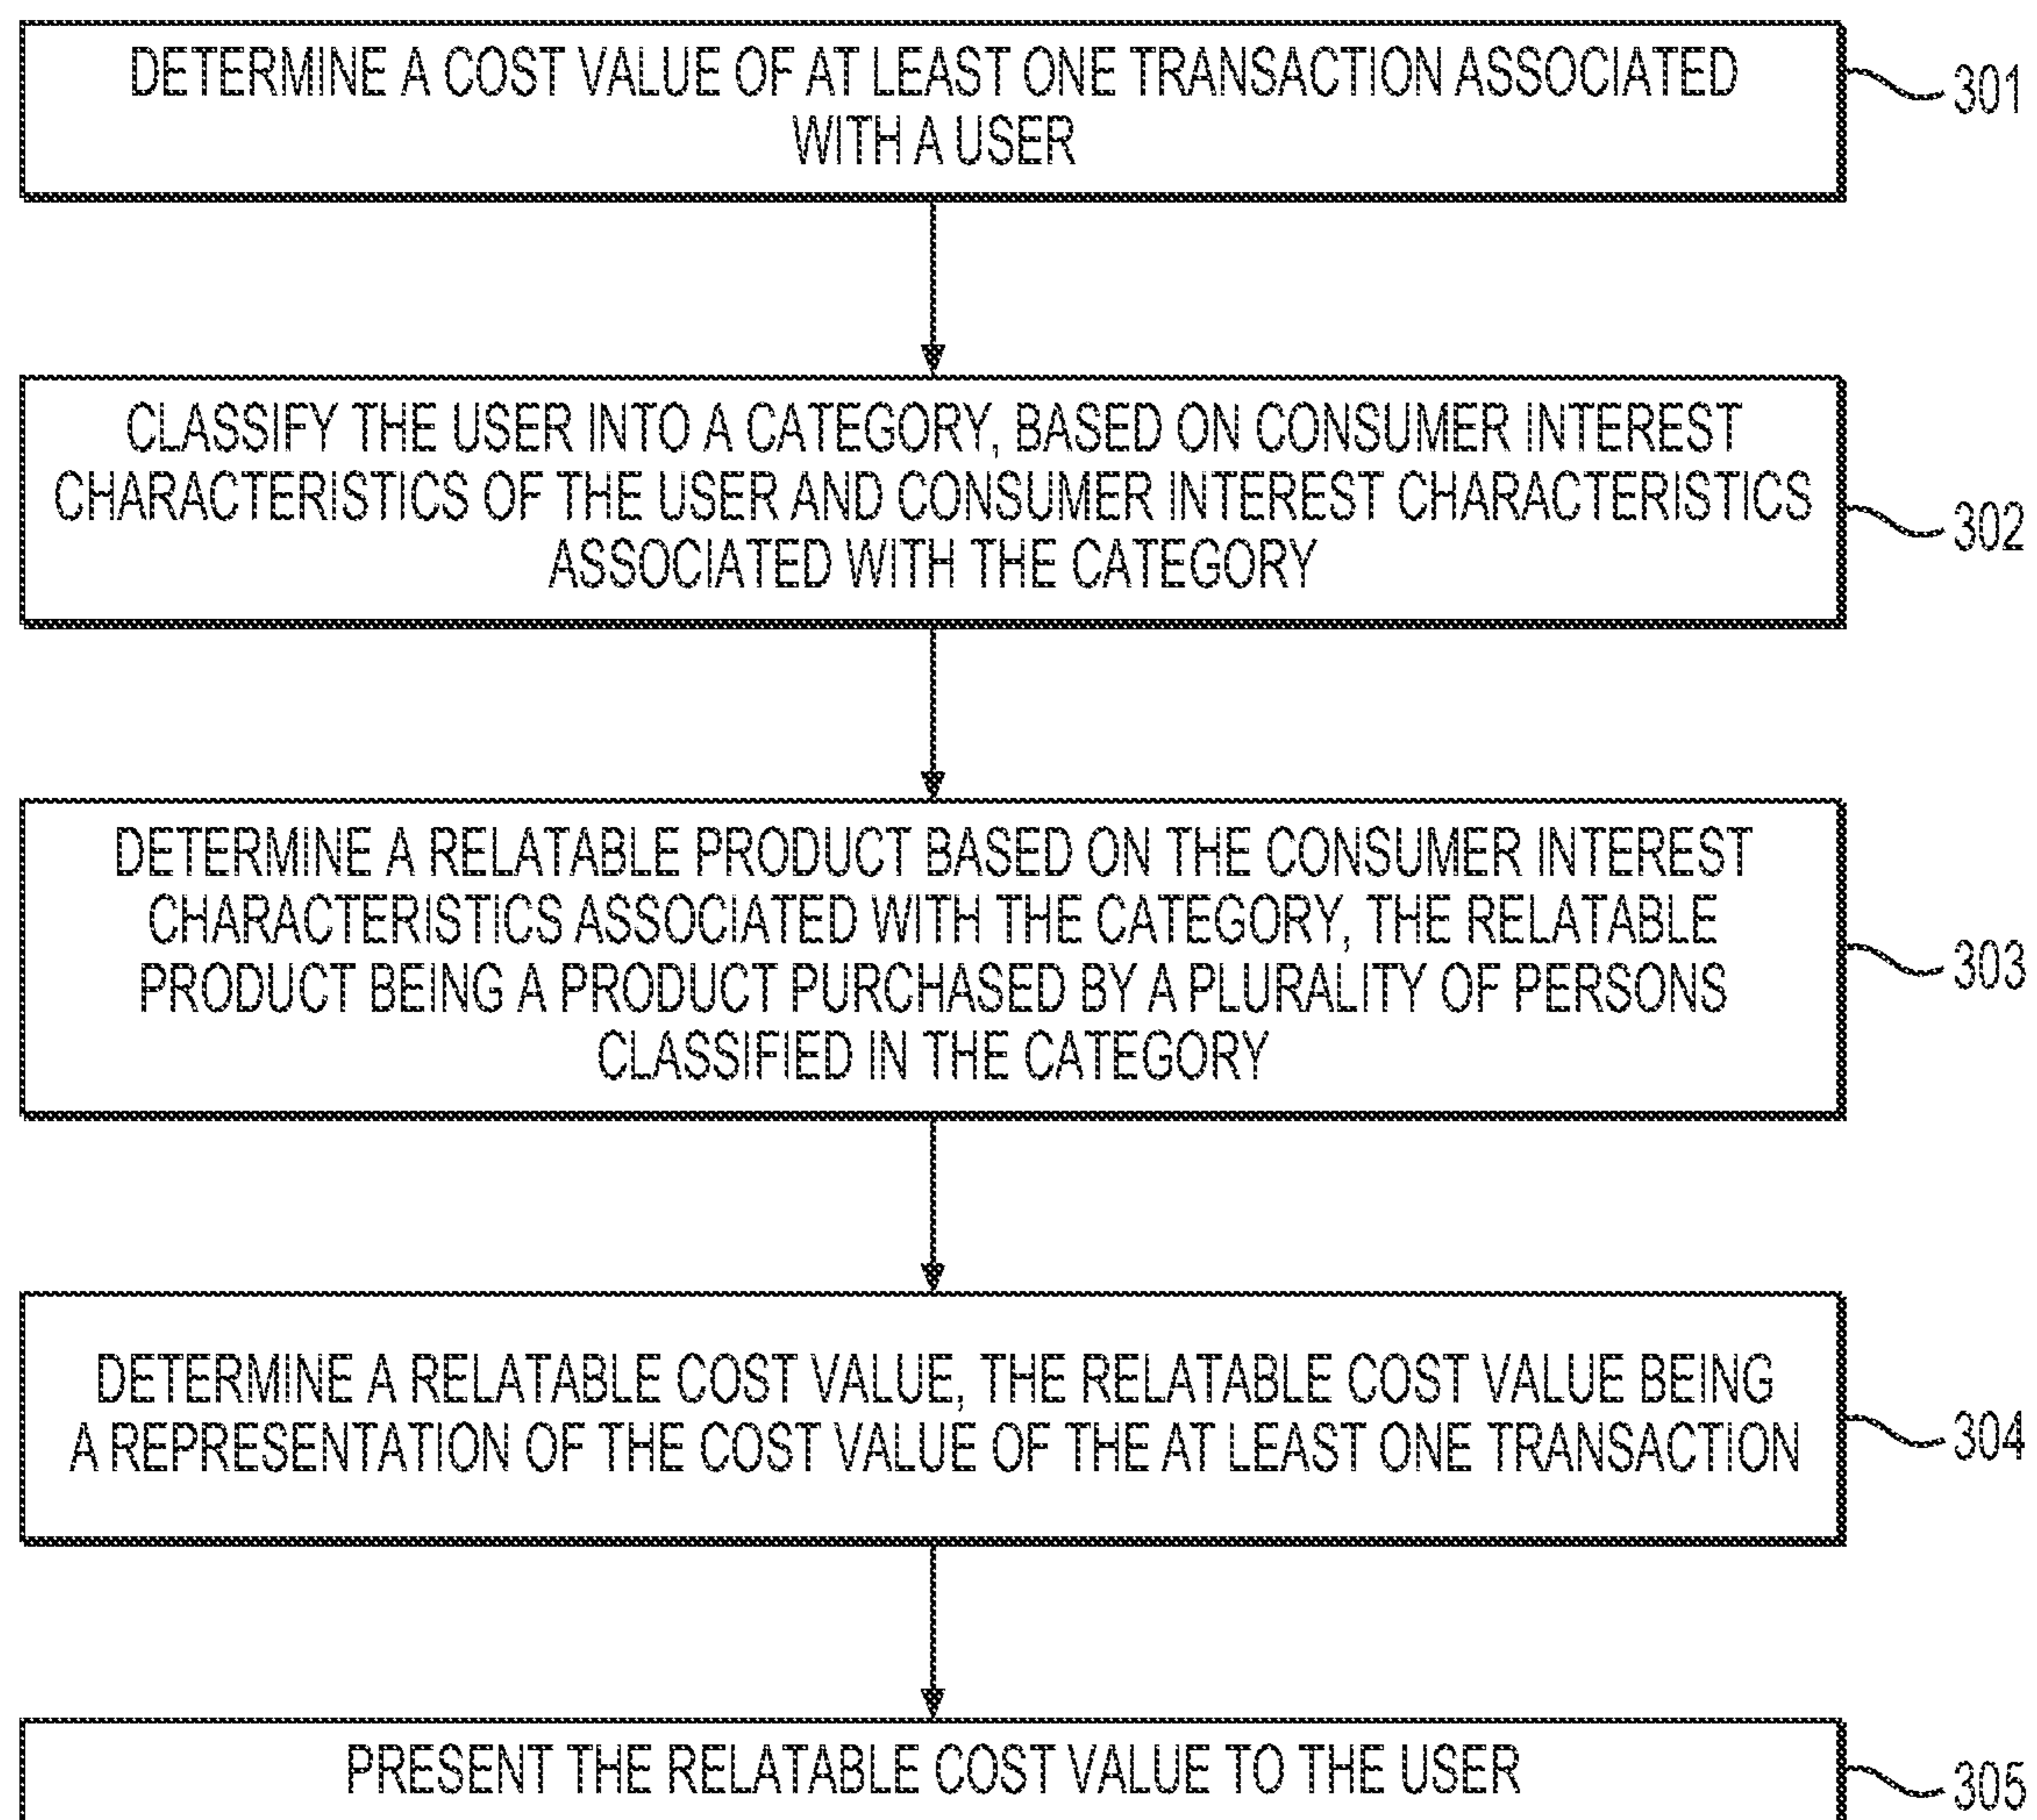 DETERMINE A COST VALUE OF AT LEAST ONE TRANSACTION ASSOCIATED
WITH A USER
301
CLASSIFY THE USER INTO A CATEGORY, BASED ON CONSUMER INTEREST
CHARACTERISTICS OF THE USER AND CONSUMER INTEREST CHARACTERISTICS
ASSOCIATED WITH THE CATEGORY
302
DETERMINE A RELATABLE PRODUCT BASED ON THE CONSUMER INTEREST
CHARACTERISTICS ASSOCIATED WITH THE CATEGORY, THE RELATABLE
PRODUCT BEING A PRODUCT PURCHASED BY A PLURALITY OF PERSONS
CLASSIFIED IN THE CATEGORY
303
DETERMINE A RELATABLE COST VALUE, THE RELATABLE COST VALUE BEING
A REPRESENTATION OF THE COST VALUE OF THE AT LEAST ONE TRANSACTION
304
PRESENT THE RELATABLE COST VALUE TO THE USER
305